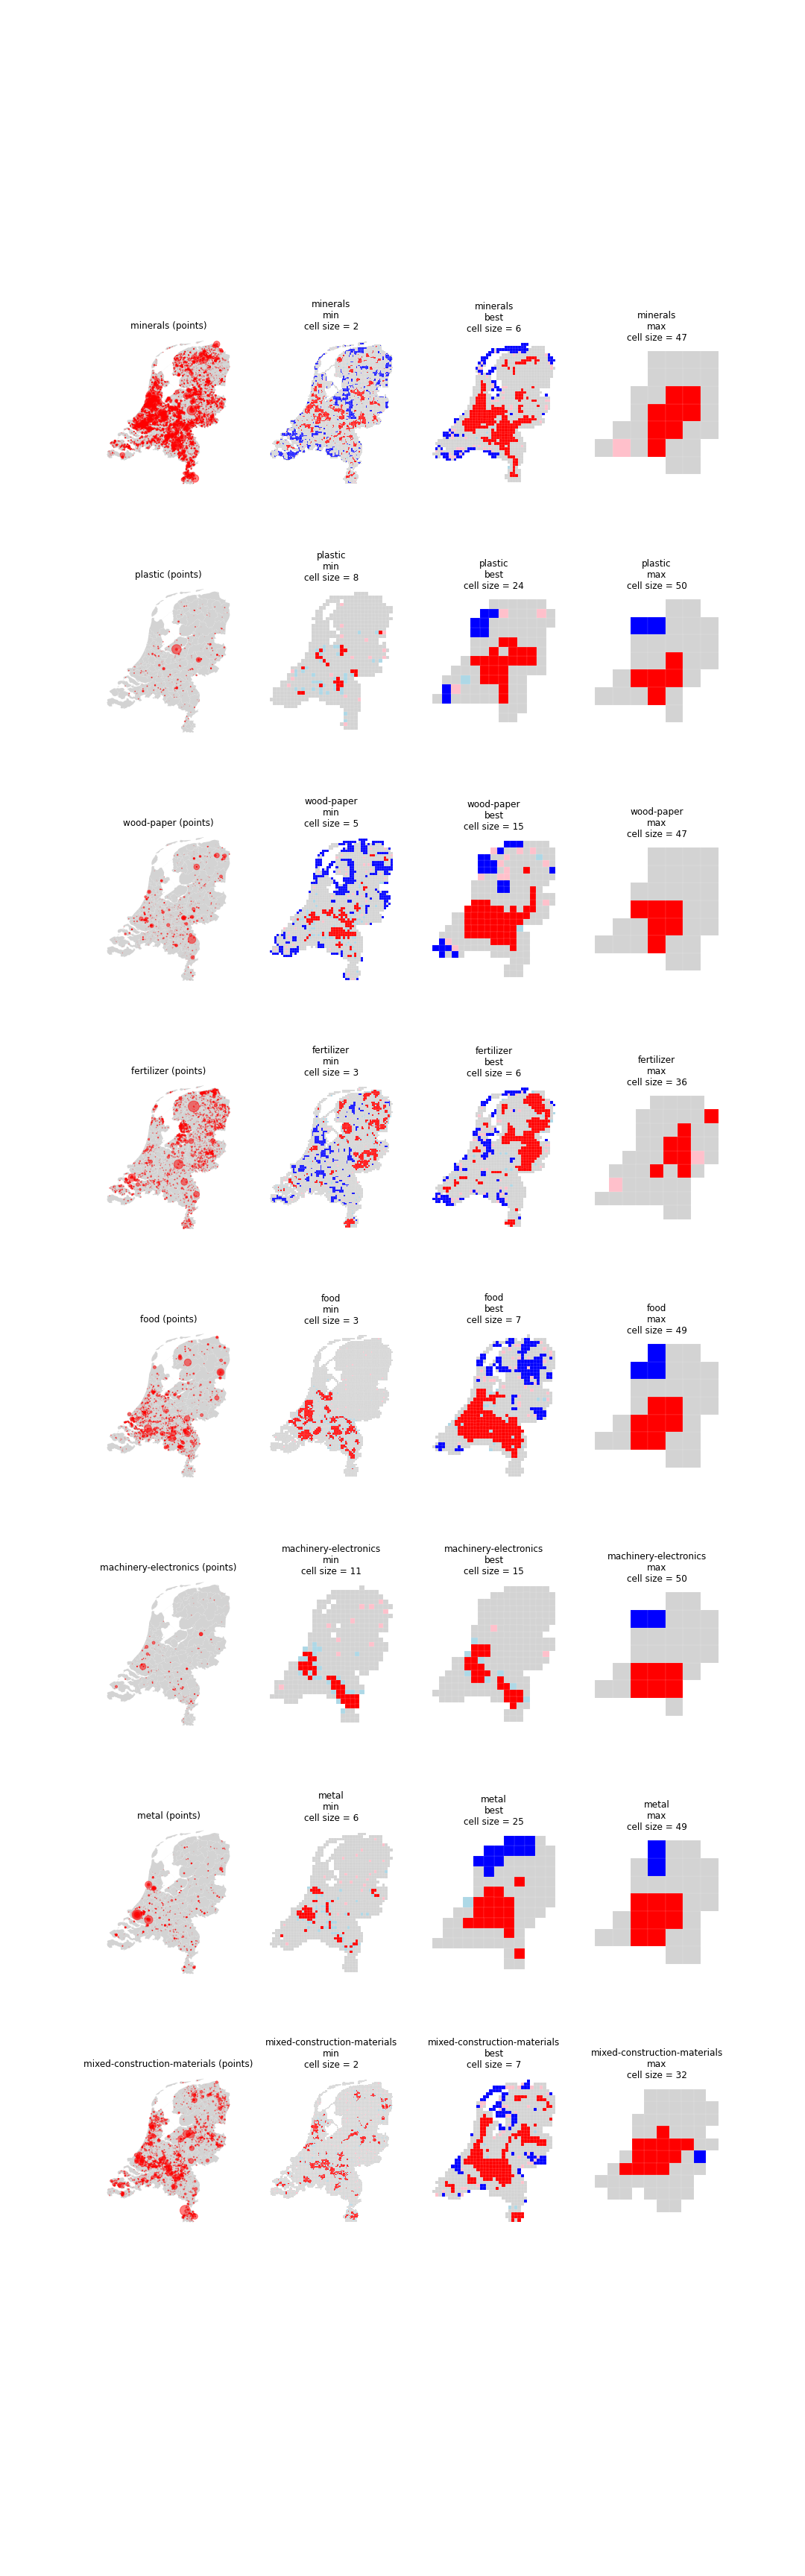 minerals (points)
minerals
min
cell size = 2
minerals
best
cell size = 6
minerals
max
cell size = 47
plastic (points)
plastic
min
cell size = 8
plastic
best
cell size = 24
plastic
max
cell size = 50
wood-paper (points)
wood-paper
min
cell size = 5
wood-paper
best
cell size = 15
wood-paper
max
cell size = 47
fertilizer (points)
fertilizer
min
cell size = 3
fertilizer
best
cell size = 6
fertilizer
max
cell size = 36
food (points)
food
min
cell size = 3
food
best
cell size = 7
food
max
cell size = 49
machinery-electronics (points)
machinery-electronics
min
cell size = 11
machinery-electronics
best
cell size = 15
machinery-electronics
max
cell size = 50
metal (points)
metal
min
cell size = 6
metal
best
cell size = 25
metal
max
cell size = 49
mixed-construction-materials (points)
mixed-construction-materials
min
cell size = 2
mixed-construction-materials
best
cell size = 7
mixed-construction-materials
max
cell size = 32